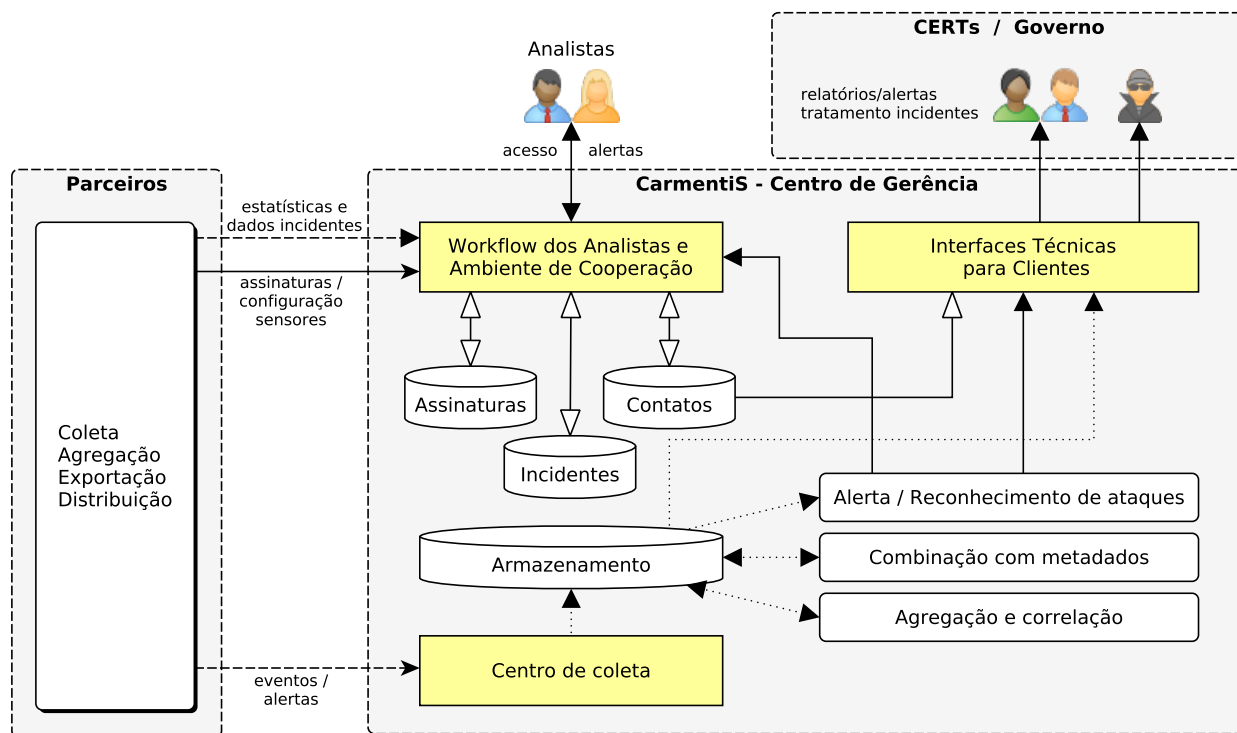 CERTs / Governo
Analistas
relatórios/alertas
tratamento incidentes
acesso
alertas
Parceiros
CarmentiS - Centro de Gerência
estatísticas e
dados incidentes
assinaturas /
configuração
sensores
Workflow dos Analistas e
Ambiente de Cooperação
Interfaces Técnicas
para Clientes
Assinaturas
Contatos
Incidentes
Coleta
Agregação
Exportação
Distribuição
Alerta / Reconhecimento de ataques
Armazenamento
Combinação com metadados
Agregação e correlação
Centro de coleta
eventos /
alertas